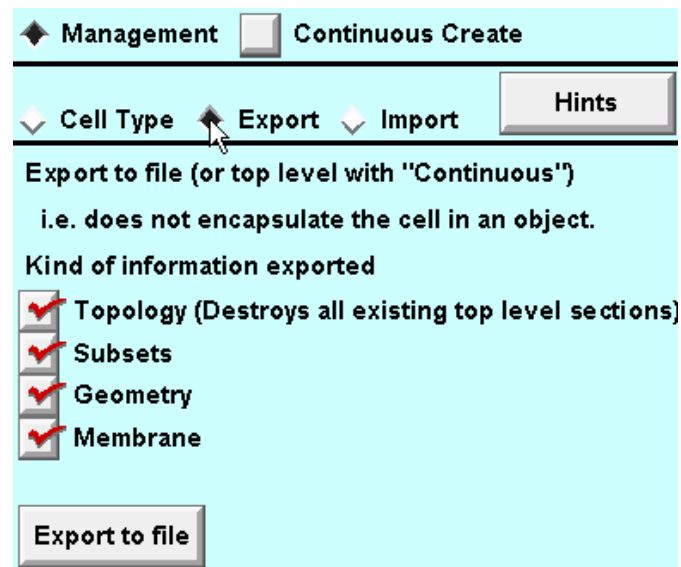 Management Continuous Create
Cell Type Export Import Hints
Export to file (or top level with "Continuous")
i.e. does not encapsulate the cell in an object.
Kind of information exported
Topology (Destroys all existing top level sections)
Subsets
Geometry
Membrane
Export to file